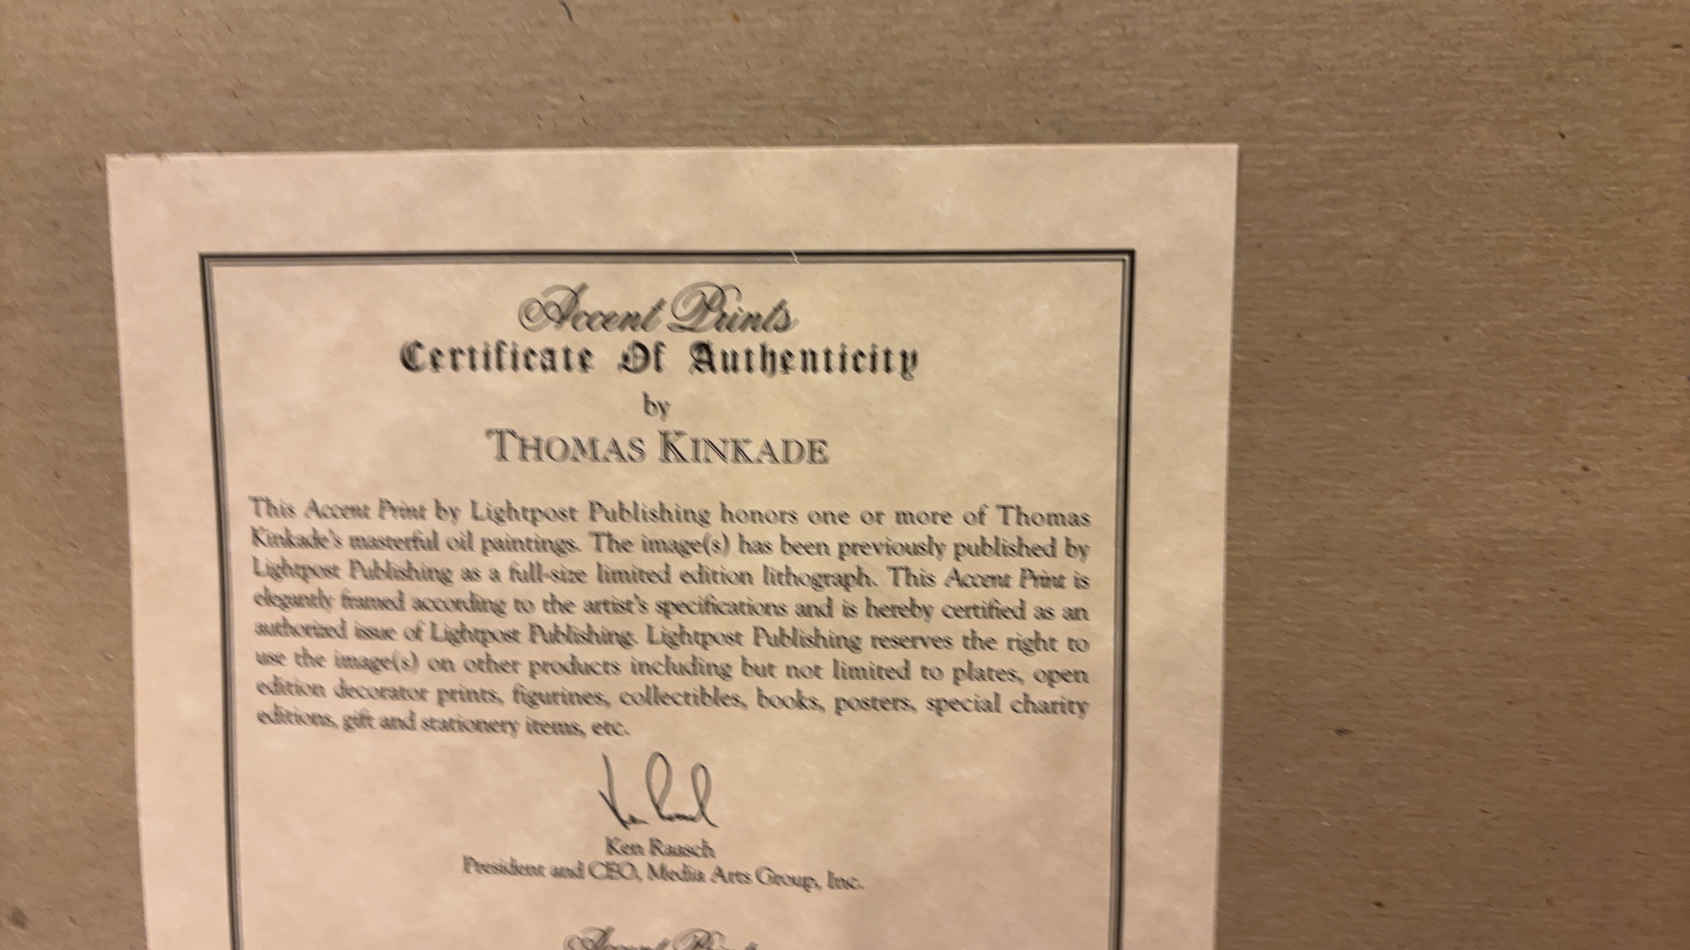 Accent Prints
Certificate Of Authenticity
by
THOMAS KINKADE
This Accent Print by Lightpost Publishing honors one or more of Thomas
Kinkade's masterful oil paintings. The image(s) has been previously published by
Lightpost Publishing as a full-size limited edition lithograph. This Accent Print is
elegantly framed according to the artist's specifications and is hereby certified as an
authorized issue of Lightpost Publishing. Lightpost Publishing reserves the right to
use the image(s) on other products including but not limited to plates, open
edition decorator prints, figurines, collectibles, books, posters, special charity
editions, gift and stationery items, etc.
Ken Raasch
President and CEO, Media Arts Group, Inc.
Accent Prints